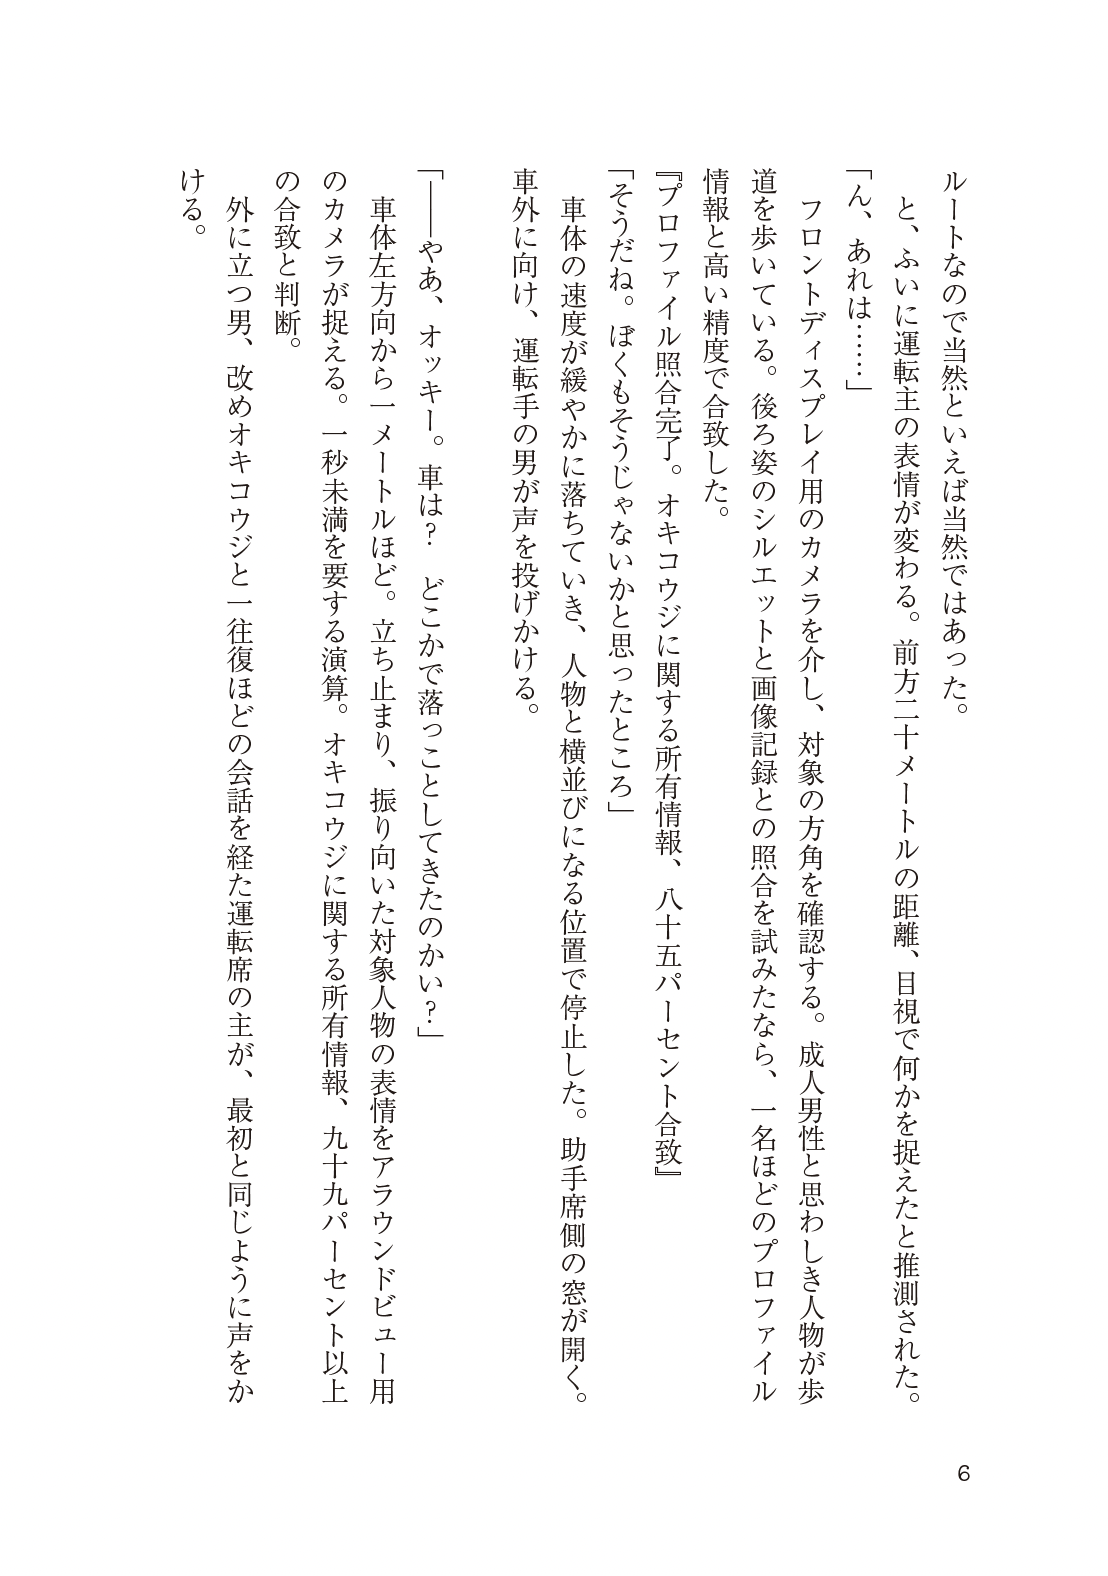 ルートなので当然といえば当然ではあった。
　と、ふいに運転主の表情が変わる。前方二十メートルの距離、目視で何かを捉えたと推測された。
「ん、あれは……」
　フロントディスプレイ用のカメラを介し、対象の方角を確認する。成人男性と思わしき人物が歩
道を歩いている。後ろ姿のシルエットと画像記録との照合を試みたなら、一名ほどのプロファイル
情報と高い精度で合致した。
『プロファイル照合完了。オキコウジに関する所有情報、八十五パーセント合致』
「そうだね。ぼくもそうじゃないかと思ったところ」
　車体の速度が緩やかに落ちていき、人物と横並びになる位置で停止した。助手席側の窓が開く。
車外に向け、運転手の男が声を投げかける。
「――やあ、オッキー。車は？　どこかで落っことしてきたのかい？」
　車体左方向から一メートルほど。立ち止まり、振り向いた対象人物の表情をアラウンドビュー用
のカメラが捉える。一秒未満を要する演算。オキコウジに関する所有情報、九十九パーセント以上
の合致と判断。
　外に立つ男、改めオキコウジと一往復ほどの会話を経た運転席の主が、最初と同じように声をか
ける。
6